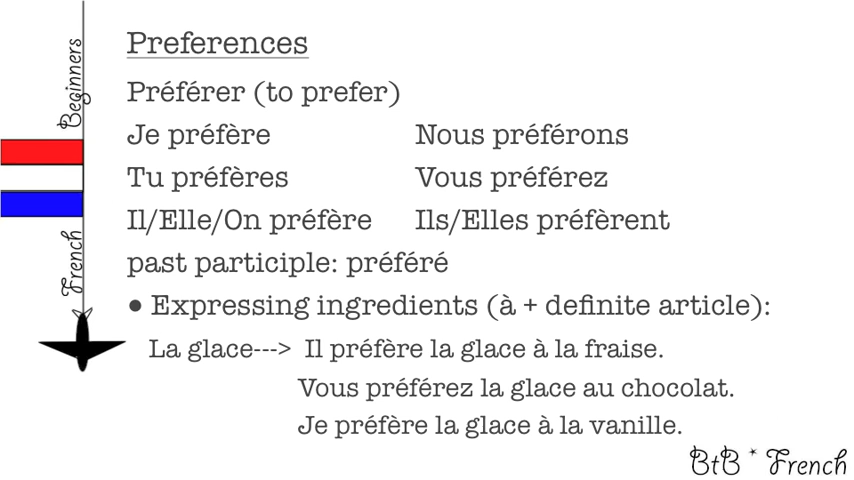 Beginners
French
Preferences
Préférer (to prefer)
Je préfère
Nous préférons
Tu préfères
Vous préférez
Il/Elle/On préfère
Ils/Elles préfèrent
past participle: préféré
● Expressing ingredients (à + definite article):
La glace---> Il préfère la glace à la fraise.
Vous préférez la glace au chocolat.
Je préfère la glace à la vanille.
BtB * French